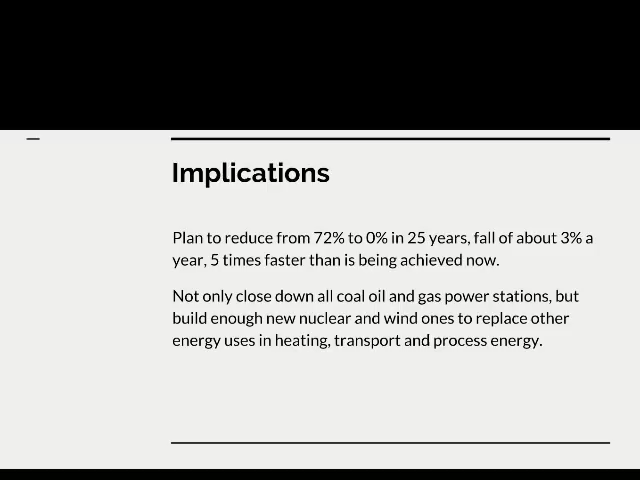 Implications
Plan to reduce from 72% to 0% in 25 years, fall of about 3% a
year, 5 times faster than is being achieved now.
Not only close down all coal oil and gas power stations, but
build enough new nuclear and wind ones to replace other
energy uses in heating, transport and process energy.